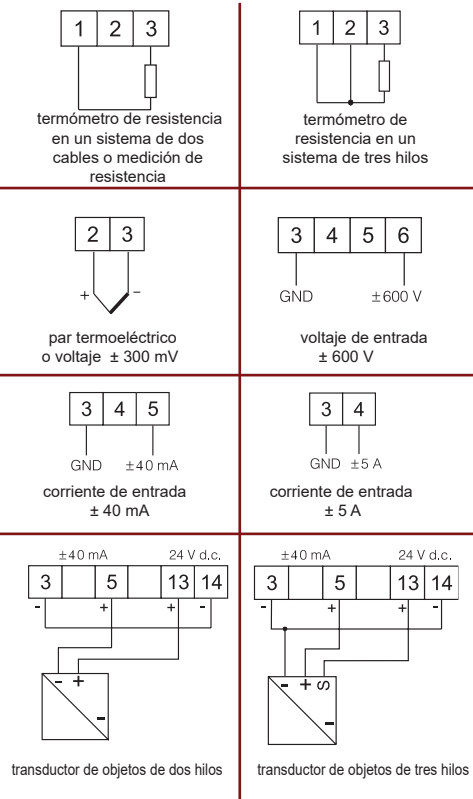 1 2 3
termómetro de resistencia
en un sistema de dos
cables o medición de
resistencia
1 2 3
termómetro de
resistencia en un
sistema de tres hilos
2 3
+ -
par termoeléctrico
o voltaje ± 300 mV
3 4 5 6
GND ±600 V
voltaje de entrada
± 600 V
3 4 5
GND ±40 mA
corriente de entrada
± 40 mA
3 4
GND ±5 A
corriente de entrada
± 5 A
±40 mA 24 V d.c.
3 5 13 14
- + + -
- +
-
transductor de objetos de dos hilos
±40 mA 24 V d.c.
3 5 13 14
- + + -
- + S
-
transductor de objetos de tres hilos